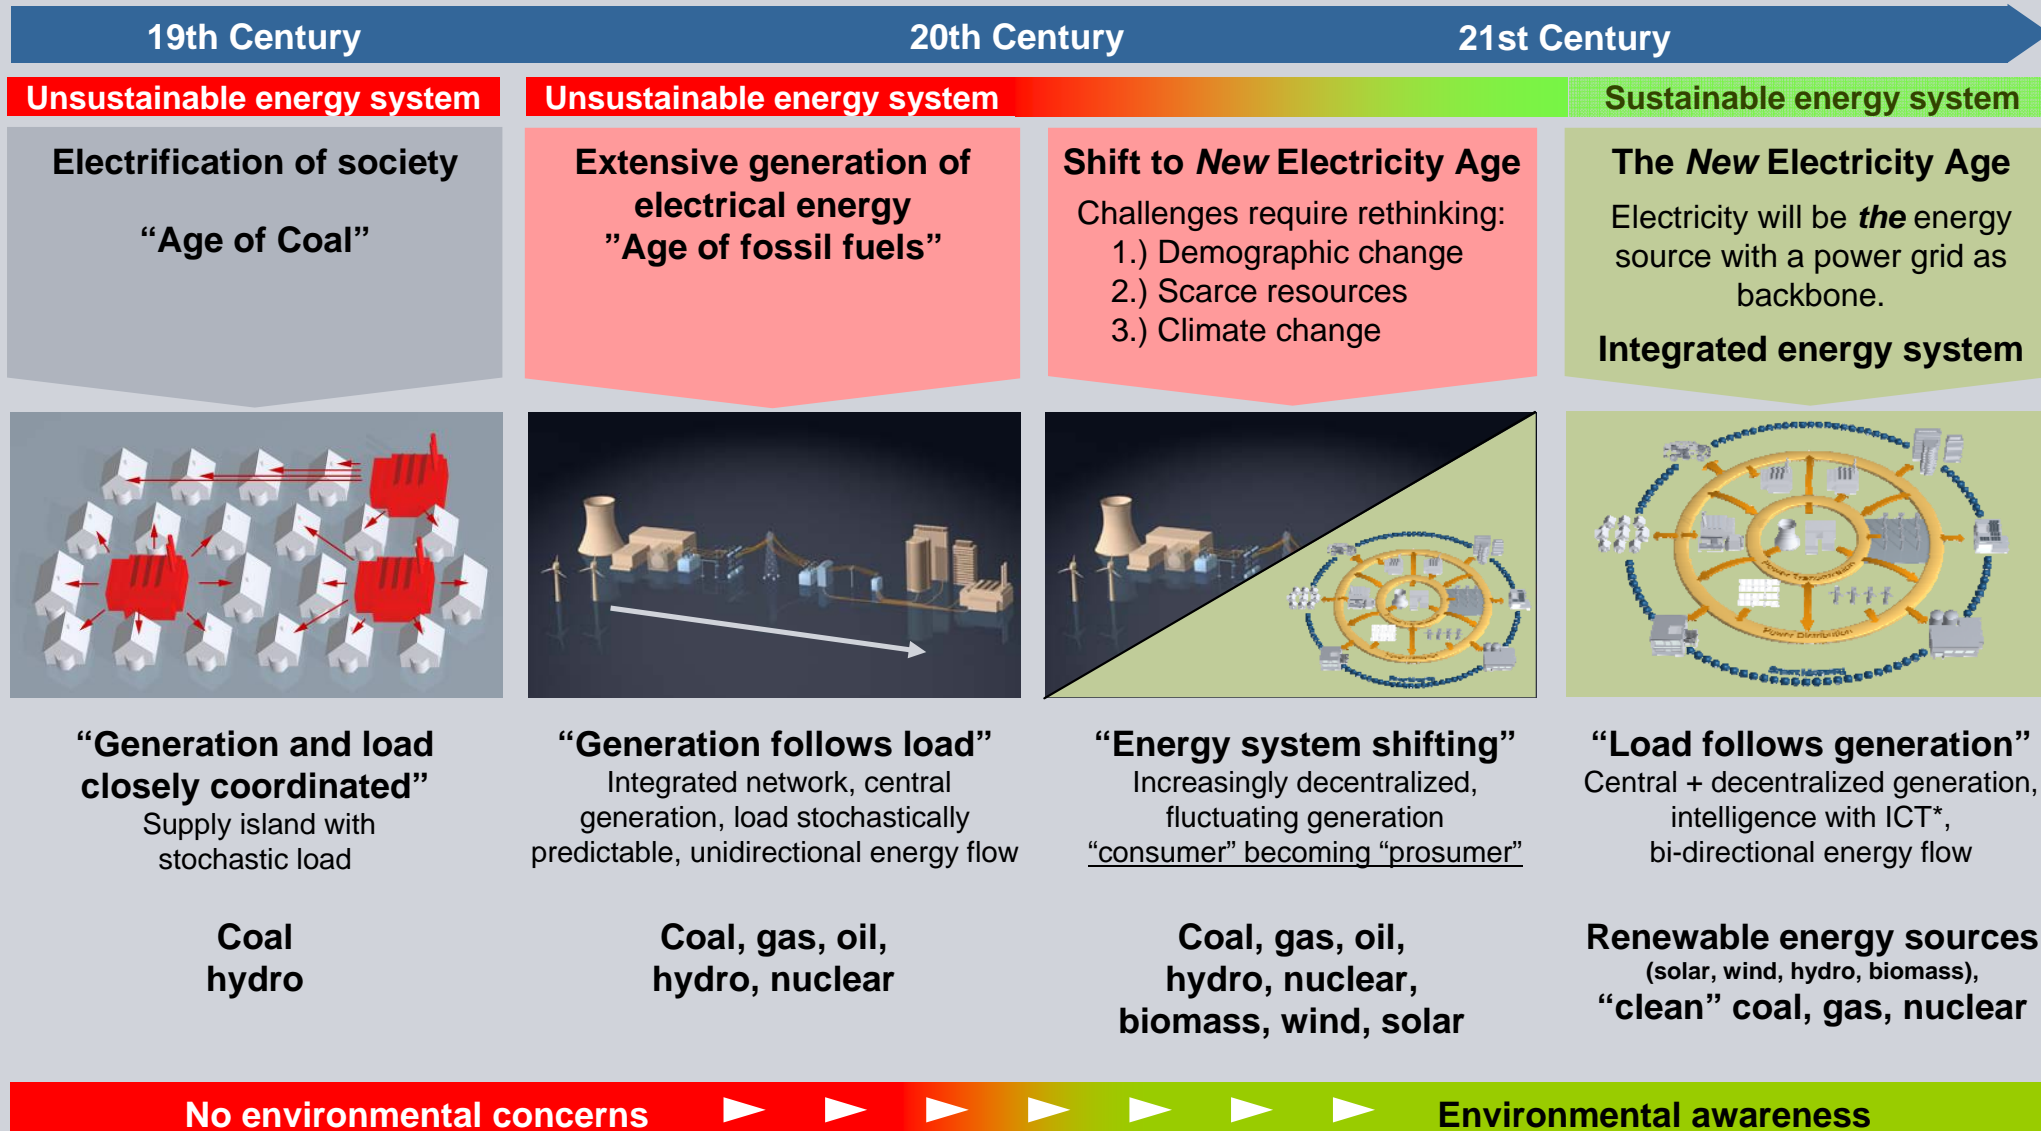 19th Century
20th Century
21st Century
Unsustainable energy system
Unsustainable energy system
Sustainable energy system
Electrification of society
“Age of Coal”
Extensive generation of
electrical energy
”Age of fossil fuels”
Shift to New Electricity Age
Challenges require rethinking:
1.) Demographic change
2.) Scarce resources
3.) Climate change
The New Electricity Age
Electricity will be the energy
source with a power grid as
backbone.
Integrated energy system
Power Transmission
Power Distribution
“Generation and load
closely coordinated”
Supply island with
stochastic load
Coal
hydro
“Generation follows load”
Integrated network, central
generation, load stochastically
predictable, unidirectional energy flow
Coal, gas, oil,
hydro, nuclear
“Energy system shifting”
Increasingly decentralized,
fluctuating generation
“consumer” becoming “prosumer”
Coal, gas, oil,
hydro, nuclear,
biomass, wind, solar
“Load follows generation”
Central + decentralized generation,
intelligence with ICT*,
bi-directional energy flow
Renewable energy sources
(solar, wind, hydro, biomass),
“clean” coal, gas, nuclear
No environmental concerns
Environmental awareness